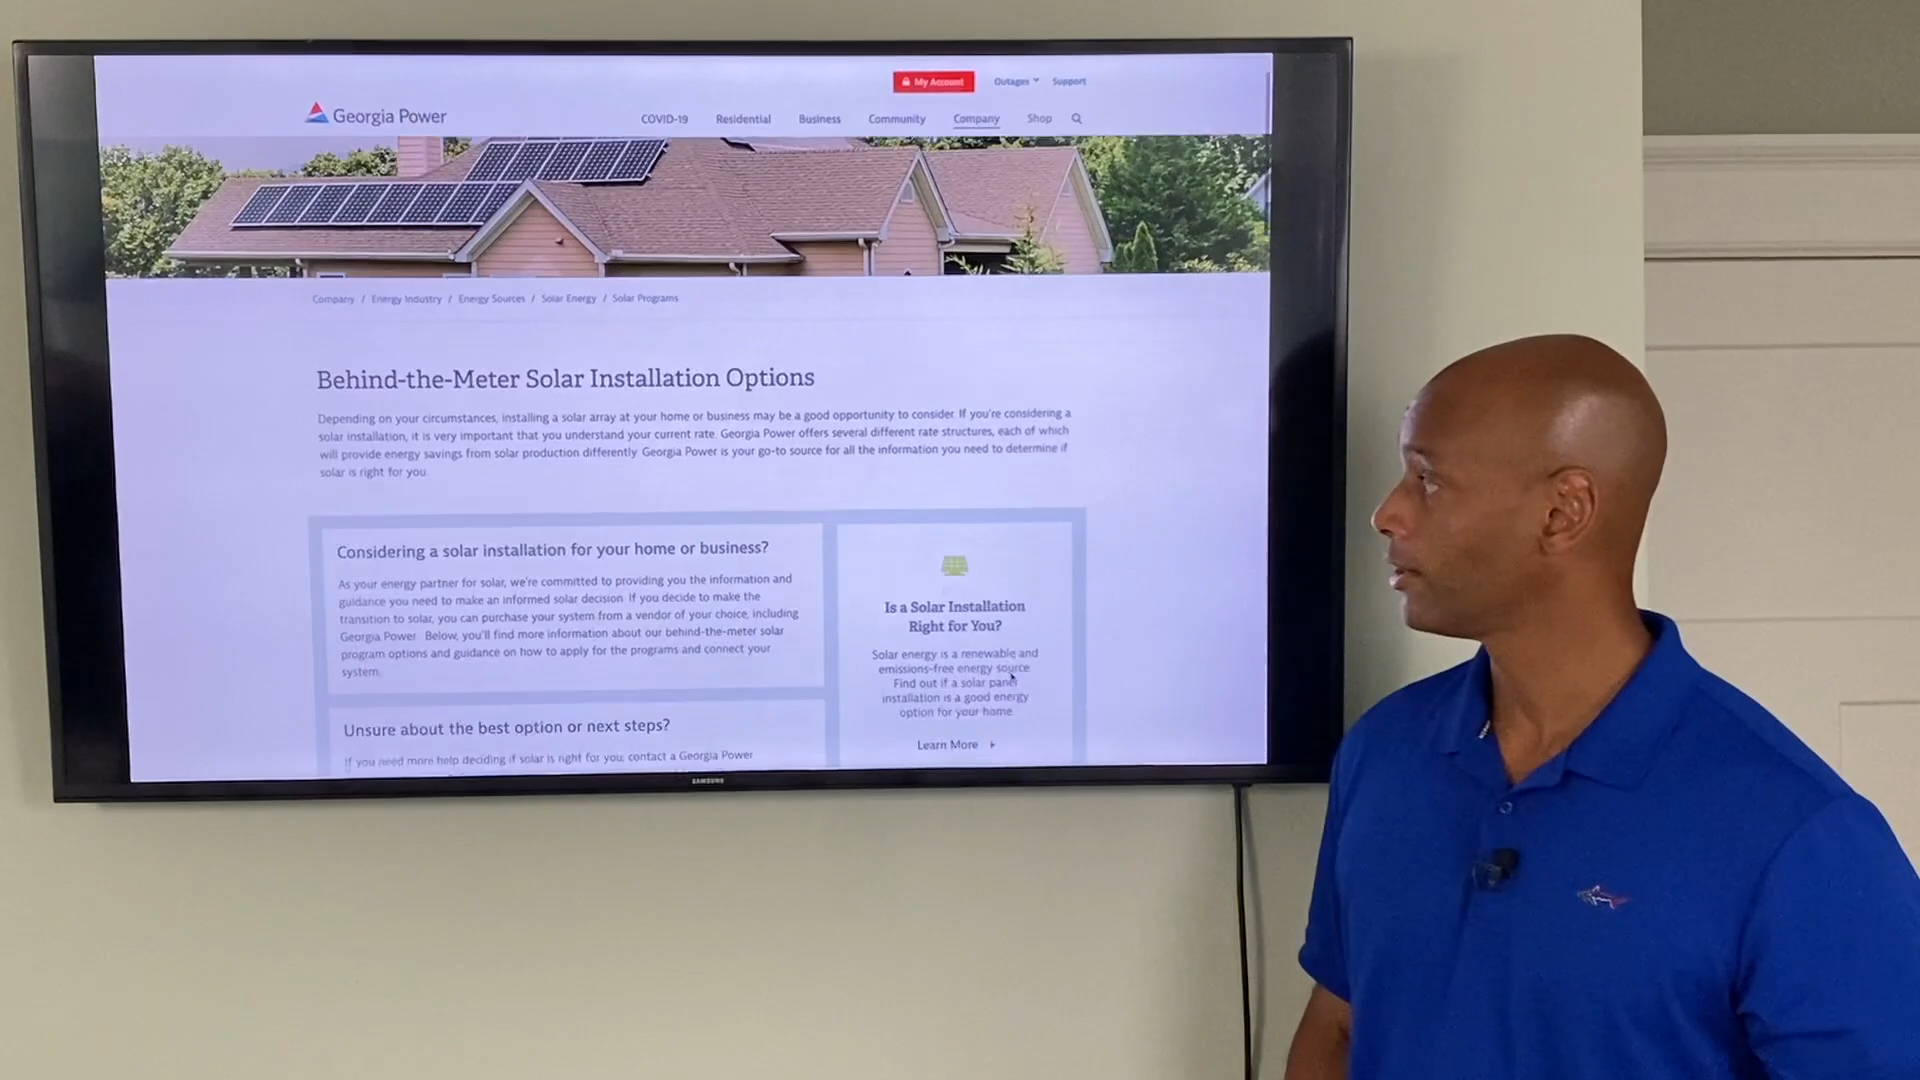 My Account
Outages
Support
Georgia Power
COVID-19
Residential
Business
Community
Company
Shop
Company / Energy Industry / Energy Sources / Solar Energy / Solar Programs
Behind-the-Meter Solar Installation Options
Depending on your circumstances, installing a solar array at your home or business may be a good opportunity to consider. If you're considering a
solar installation, it is very important that you understand your current rate. Georgia Power offers several different rate structures, each of which
will provide energy savings from solar production differently. Georgia Power is your go-to source for all the information you need to determine if
solar is right for you.
Considering a solar installation for your home or business?
As your energy partner for solar, we're committed to providing you the information and
guidance you need to make an informed solar decision. If you decide to make the
transition to solar, you can purchase your system from a vendor of your choice, including
Georgia Power. Below, you'll find more information about our behind-the-meter solar
program options and guidance on how to apply for the programs and connect your
system.
Unsure about the best option or next steps?
If you need more help deciding if solar is right for you, contact a Georgia Power
Is a Solar Installation
Right for You?
Solar energy is a renewable and
emissions-free energy source.
Find out if a solar panel
installation is a good energy
option for your home.
Learn More
SAMSUNG